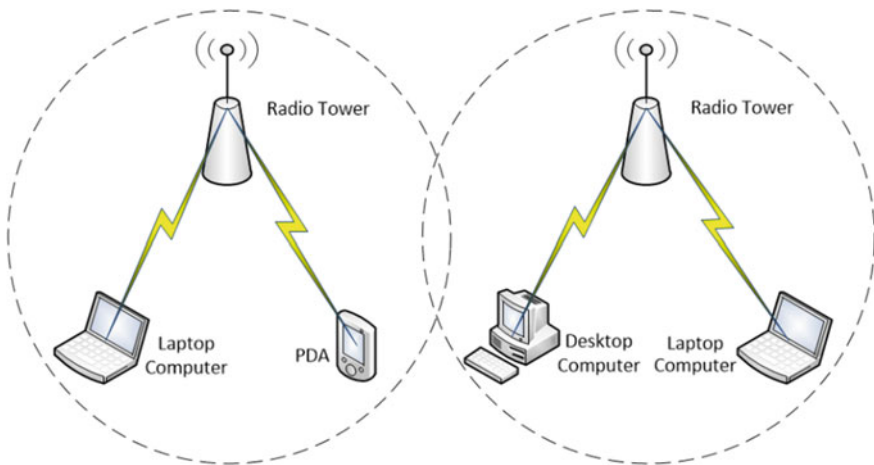 Radio Tower
Radio Tower
Laptop
Computer
PDA
Desktop
Computer
Laptop
Computer